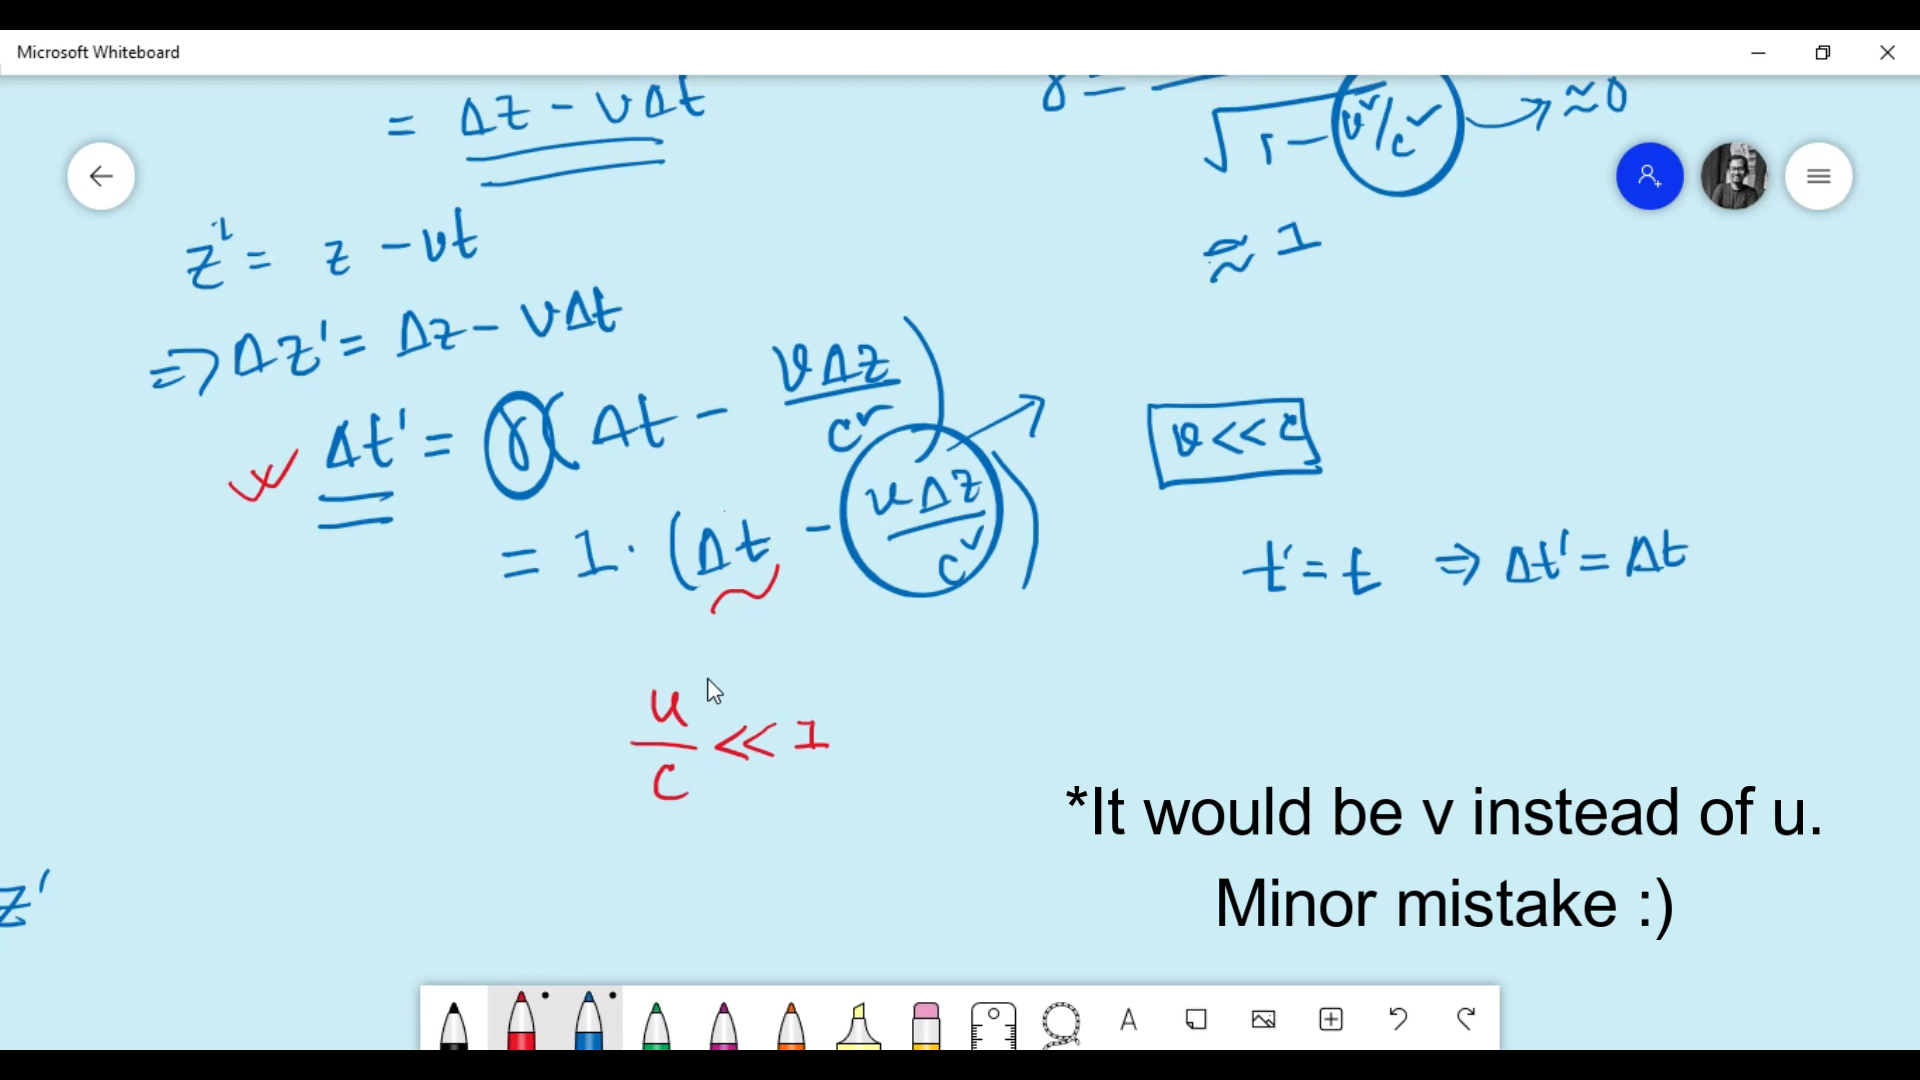 Microsoft Whiteboard
= Δz - vΔt
γ =
√1 - v²/c² → ≈ 0
≈ 1
z' = z - vt
⇒ Δz' = Δz - vΔt
Δt' = γ(Δt - vΔz/c²)
= 1 · (Δt - uΔz/c²)
v << c
t' = t ⇒ Δt' = Δt
u/c << 1
*It would be v instead of u.
Minor mistake :)
z'